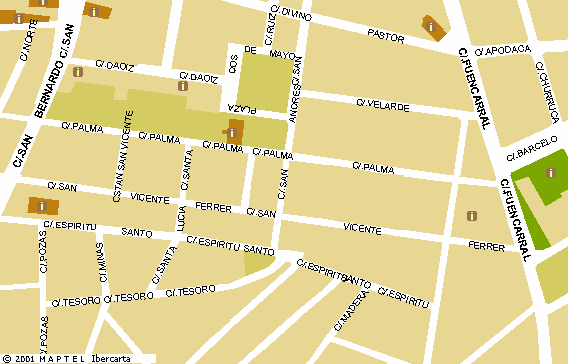 C/.NORTE
BERNARDO C/.SAN
C/.SAN
C/.DIVINO
PASTOR
C/.RUIZ
DOS DE MAYO
C/.DAOIZ
C/.DAOIZ
PLAZA
ANDRES C/.SAN
C/.VELARDE
C/.FUENCARRAL
C/.APODACA
C/.CHURRUCA
C/.BARCELO
C/.PALMA
C/.PALMA
C/.PALMA
C/.PALMA
C/.PALMA
CSTAN SAN VICENTE
C/.SANTA
LUCIA
C/.SAN
VICENTE
FERRER
C/.SAN
VICENTE
FERRER
C/.SAN
C/.FUENCARRAL
C/.ESPIRITU
SANTO
C/.ESPIRITU SANTO
C/.ESPIRITU
SANTO
C/.ESPIRITU
C/.POZAS
C/.MINAS
C/.SANTA
C/.TESORO
C/.TESORO
C/.TESORO
C/.MADERA
C/.POZAS
© 2001 M A P T E L Ibercarta